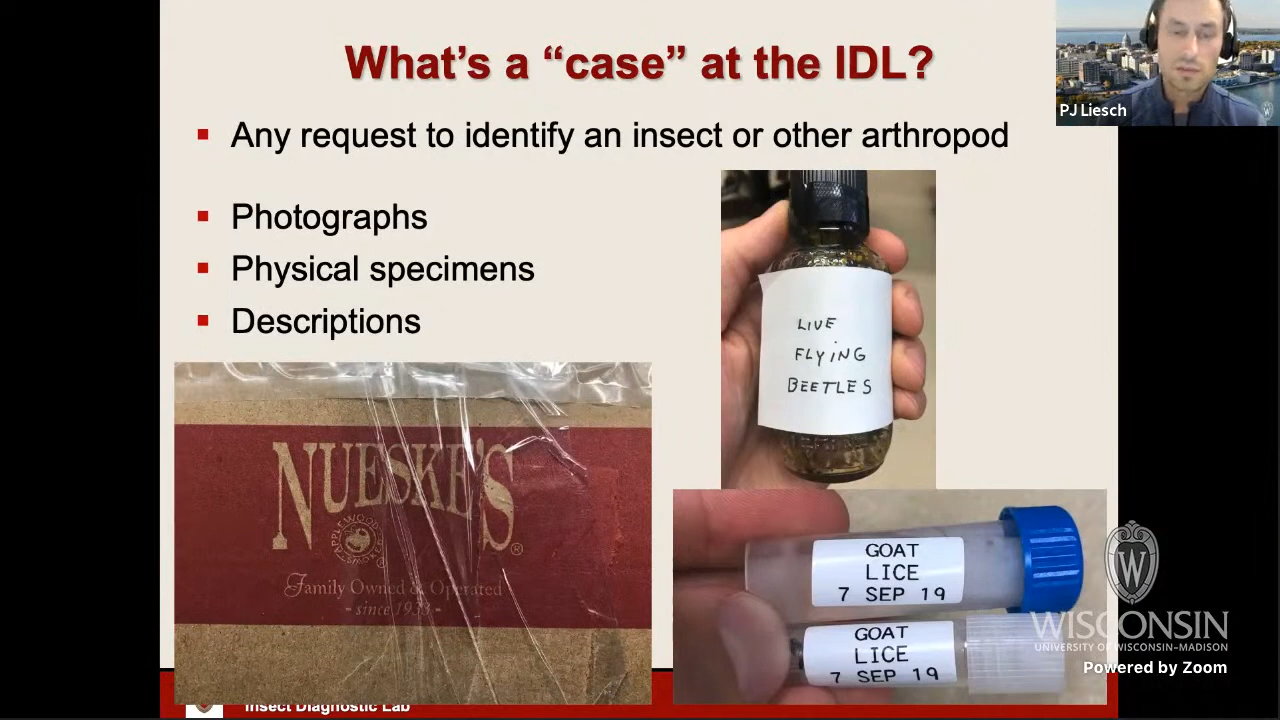 What's a “case” at the IDL?
PJ Liesch
Any request to identify an insect or other arthropod
Photographs
Physical specimens
Descriptions
LIVE
FLYING
BEETLES
NUESKE'S
APPLEWOOD
SMOKED
®
Family Owned & Operated
- since 1933 -
GOAT
LICE
7 SEP 19
GOAT
LICE
7 SEP 19
W
WISCONSIN
UNIVERSITY OF WISCONSIN–MADISON
Powered by Zoom
Insect Diagnostic Lab